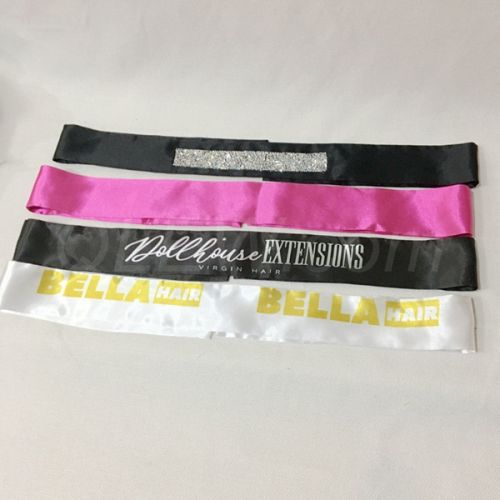 Dollhouse EXTENSIONS
VIRGIN HAIR
BELLA HAIR BELLA HAIR